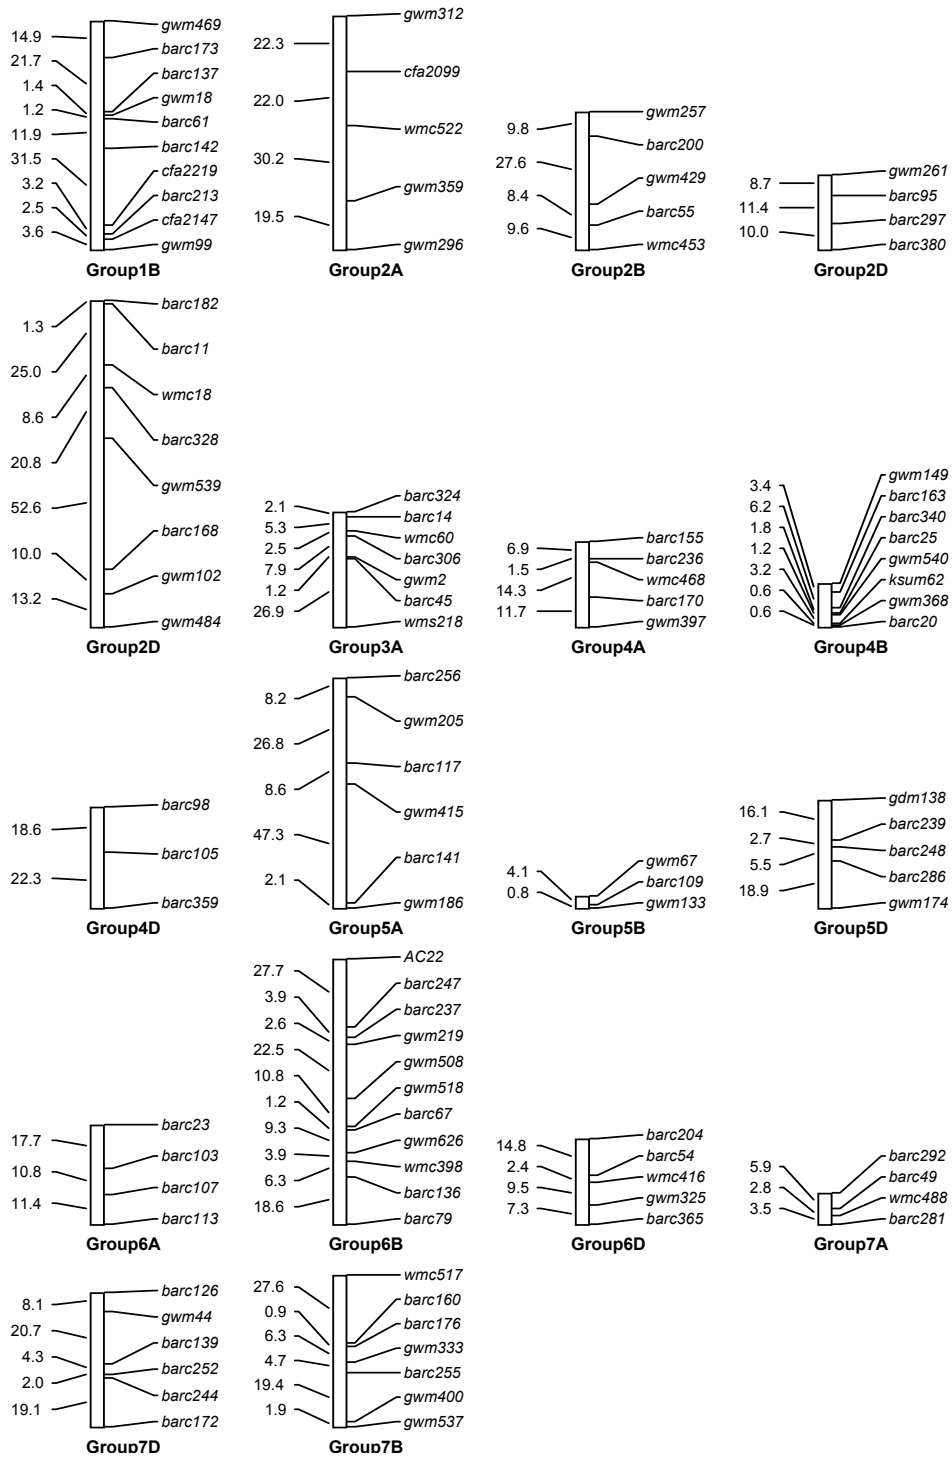 14.9
21.7
1.4
1.2
11.9
31.5
3.2
2.5
3.6
gwm469
barc173
barc137
gwm18
barc61
barc142
cfa2219
barc213
cfa2147
gwm99
Group1B
22.3
22.0
30.2
19.5
gwm312
cfa2099
wmc522
gwm359
gwm296
Group2A
9.8
27.6
8.4
9.6
gwm257
barc200
gwm429
barc55
wmc453
Group2B
8.7
11.4
10.0
gwm261
barc95
barc297
barc380
Group2D
1.3
25.0
8.6
20.8
52.6
10.0
13.2
barc182
barc11
wmc18
barc328
gwm539
barc168
gwm102
gwm484
Group2D
2.1
5.3
2.5
7.9
1.2
26.9
barc324
barc14
wmc60
barc306
gwm2
barc45
wms218
Group3A
6.9
1.5
14.3
11.7
barc155
barc236
wmc468
barc170
gwm397
Group4A
3.4
6.2
1.8
1.2
3.2
0.6
0.6
gwm149
barc163
barc340
barc25
gwm540
ksum62
gwm368
barc20
Group4B
18.6
22.3
barc98
barc105
barc359
Group4D
8.2
26.8
8.6
47.3
2.1
barc256
gwm205
barc117
gwm415
barc141
gwm186
Group5A
4.1
0.8
gwm67
barc109
gwm133
Group5B
16.1
2.7
5.5
18.9
gdm138
barc239
barc248
barc286
gwm174
Group5D
17.7
10.8
11.4
barc23
barc103
barc107
barc113
Group6A
27.7
3.9
2.6
22.5
10.8
1.2
9.3
3.9
6.3
18.6
AC22
barc247
barc237
gwm219
gwm508
gwm518
barc67
gwm626
wmc398
barc136
barc79
Group6B
14.8
2.4
9.5
7.3
barc204
barc54
wmc416
gwm325
barc365
Group6D
5.9
2.8
3.5
barc292
barc49
wmc488
barc281
Group7A
8.1
20.7
4.3
2.0
19.1
barc126
gwm44
barc139
barc252
barc244
barc172
Group7D
27.6
0.9
6.3
4.7
19.4
1.9
wmc517
barc160
barc176
gwm333
barc255
gwm400
gwm537
Group7B